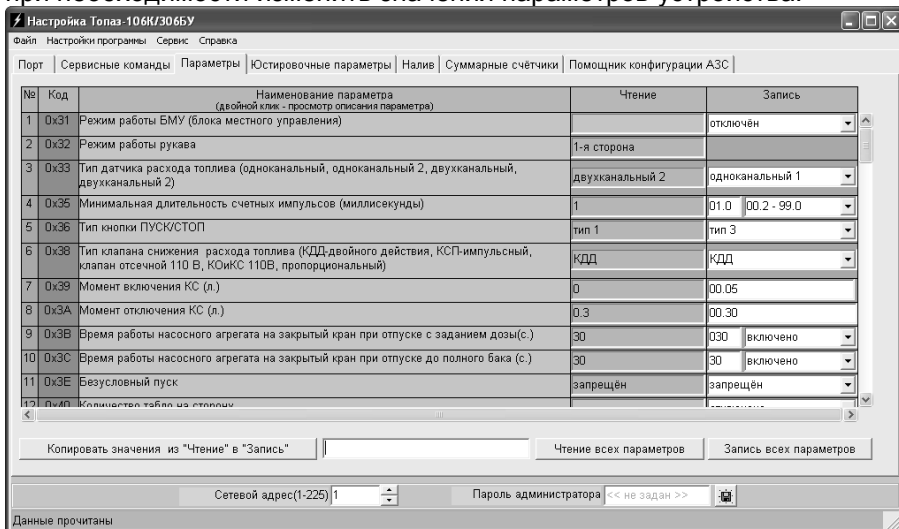 при необходимости изменить значения параметров устройства.
Настройка Топаз-106К/306БУ
Файл Настройки программы Сервис Справка
Порт Сервисные команды Параметры Юстировочные параметры Налив Суммарные счётчики Помощник конфигурации АЗС
№ Код Наименование параметра Чтение Запись
(двойной клик - просмотр описания параметра)
1 0x31 Режим работы БМУ (блока местного управления) отключён
2 0x32 Режим работы рукава 1-я сторона
3 0x33 Тип датчика расхода топлива (одноканальный, одноканальный 2, двухканальный, двухканальный 2) двухканальный 2 одноканальный 1
4 0x35 Минимальная длительность счетных импульсов (миллисекунды) 1 01.0 00.2 - 99.0
5 0x36 Тип кнопки ПУСК/СТОП тип 1 тип 3
6 0x38 Тип клапана снижения расхода топлива (КДД-двойного действия, КСП-импульсный, клапан отсечной 110 В, КОиКС 110В, пропорциональный) КДД КДД
7 0x39 Момент включения КС (л.) 0 00.05
8 0x3A Момент отключения КС (л.) 0.3 00.30
9 0x3B Время работы насосного агрегата на закрытый кран при отпуске с заданием дозы(с.) 30 030 включено
10 0x3C Время работы насосного агрегата на закрытый кран при отпуске до полного бака (с.) 30 30 включено
11 0x3E Безусловный пуск запрещён запрещён
12 0x40 Количество табло на сторону
Копировать значения из "Чтение" в "Запись" Чтение всех параметров Запись всех параметров
Сетевой адрес(1-225) 1 Пароль администратора << не задан >>
Данные прочитаны